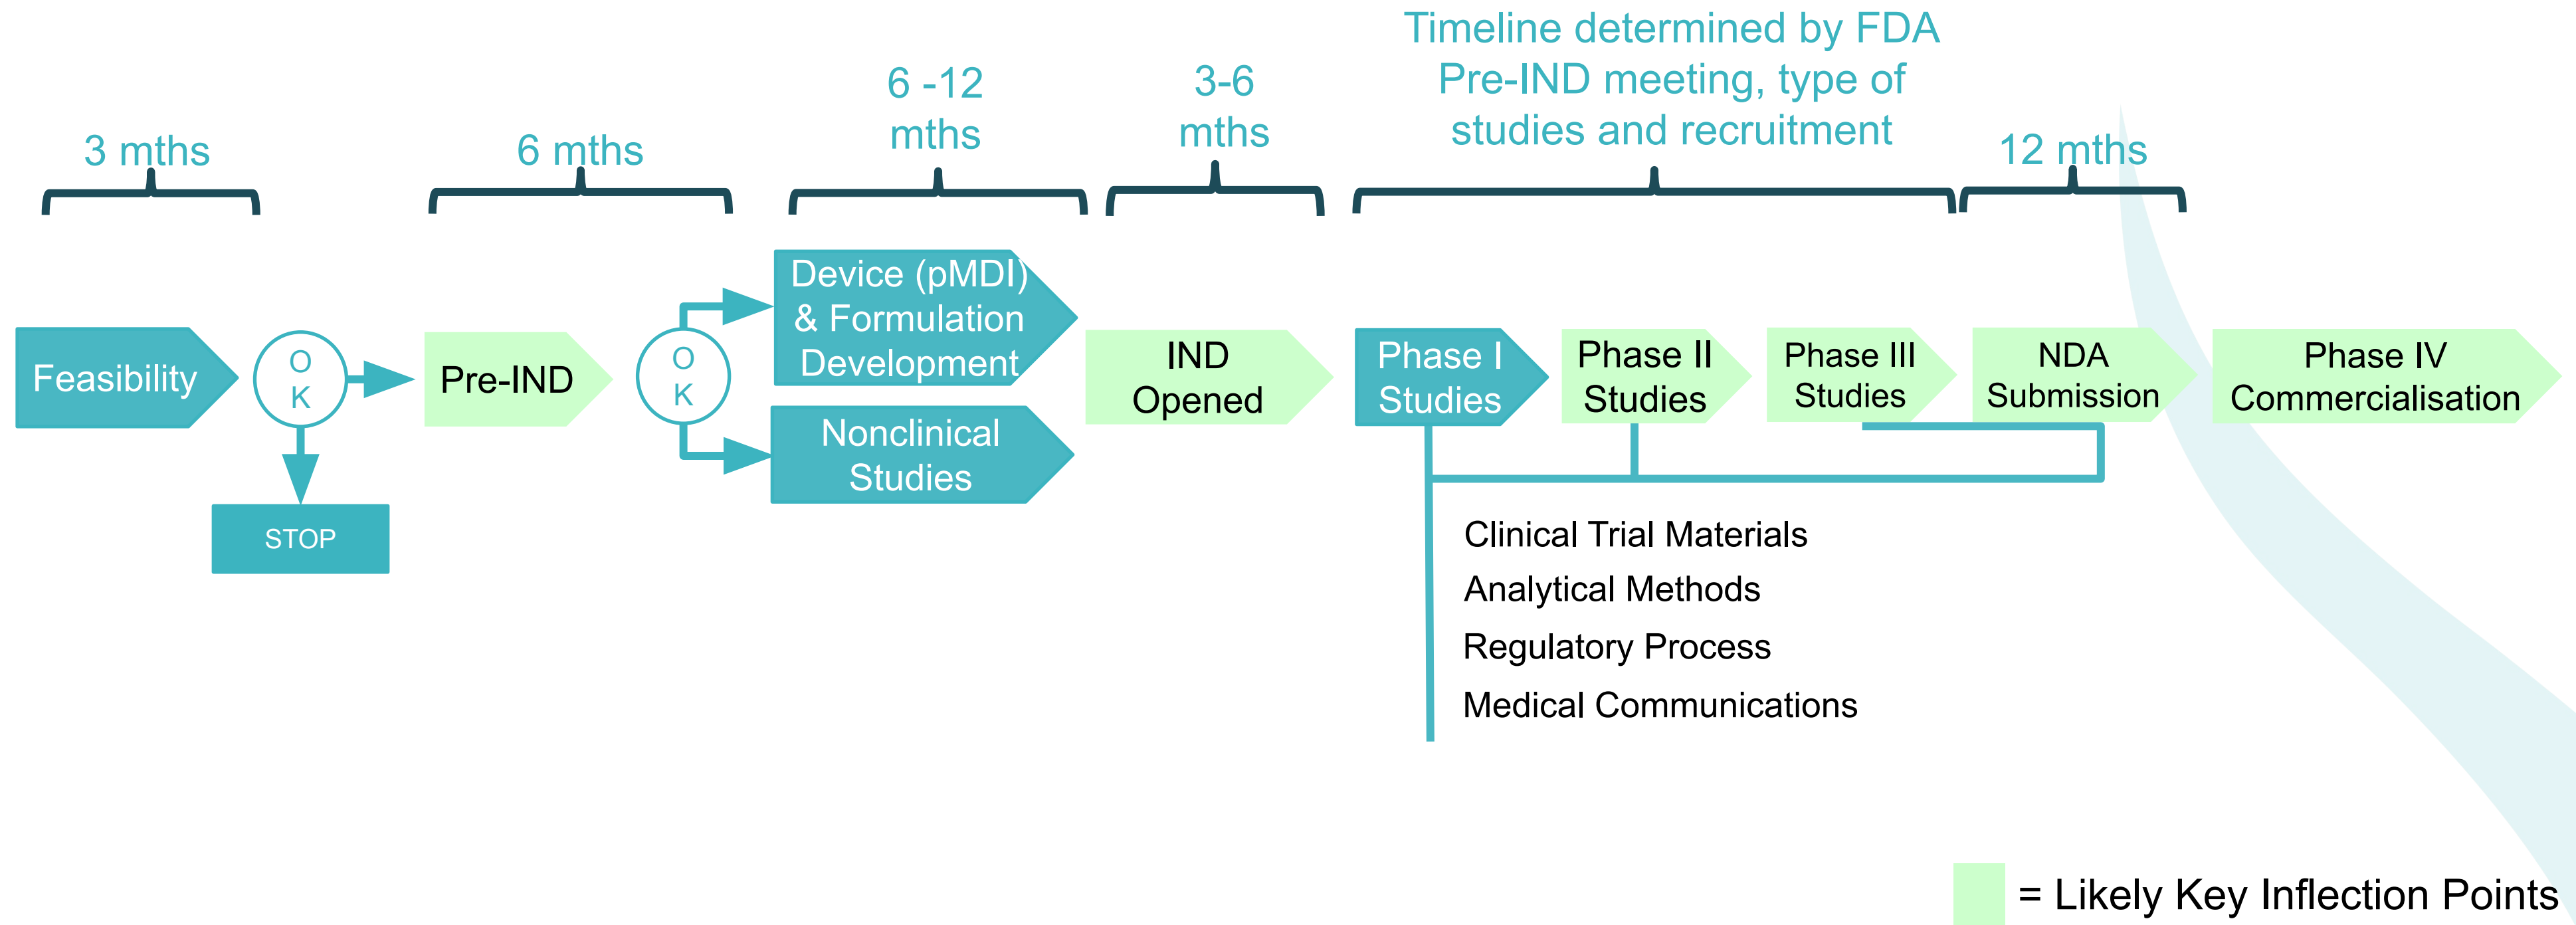 Timeline determined by FDA
Pre-IND meeting, type of
studies and recruitment
3 mths
6 mths
6 -12
mths
3-6
mths
12 mths
Feasibility
O
K
STOP
Pre-IND
O
K
Device (pMDI)
& Formulation
Development
Nonclinical
Studies
IND
Opened
Phase I
Studies
Phase II
Studies
Phase III
Studies
NDA
Submission
Phase IV
Commercialisation
Clinical Trial Materials
Analytical Methods
Regulatory Process
Medical Communications
= Likely Key Inflection Points